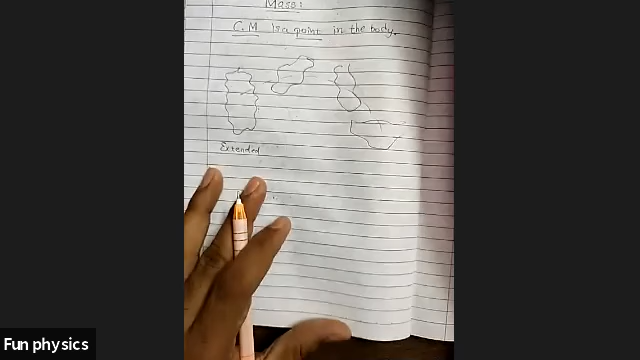 Mass:
C.M is a point in the body.
Extended
Fun physics